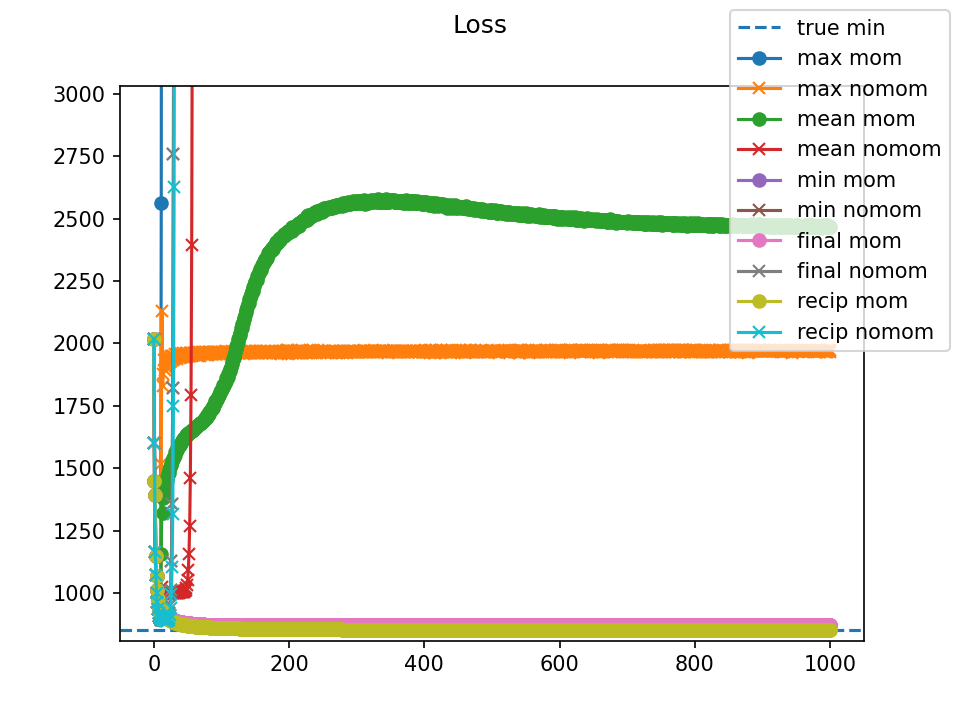 Loss
true min
max mom
max nomom
mean mom
mean nomom
min mom
min nomom
final mom
final nomom
recip mom
recip nomom
3000
2750
2500
2250
2000
1750
1500
1250
1000
0 200 400 600 800 1000